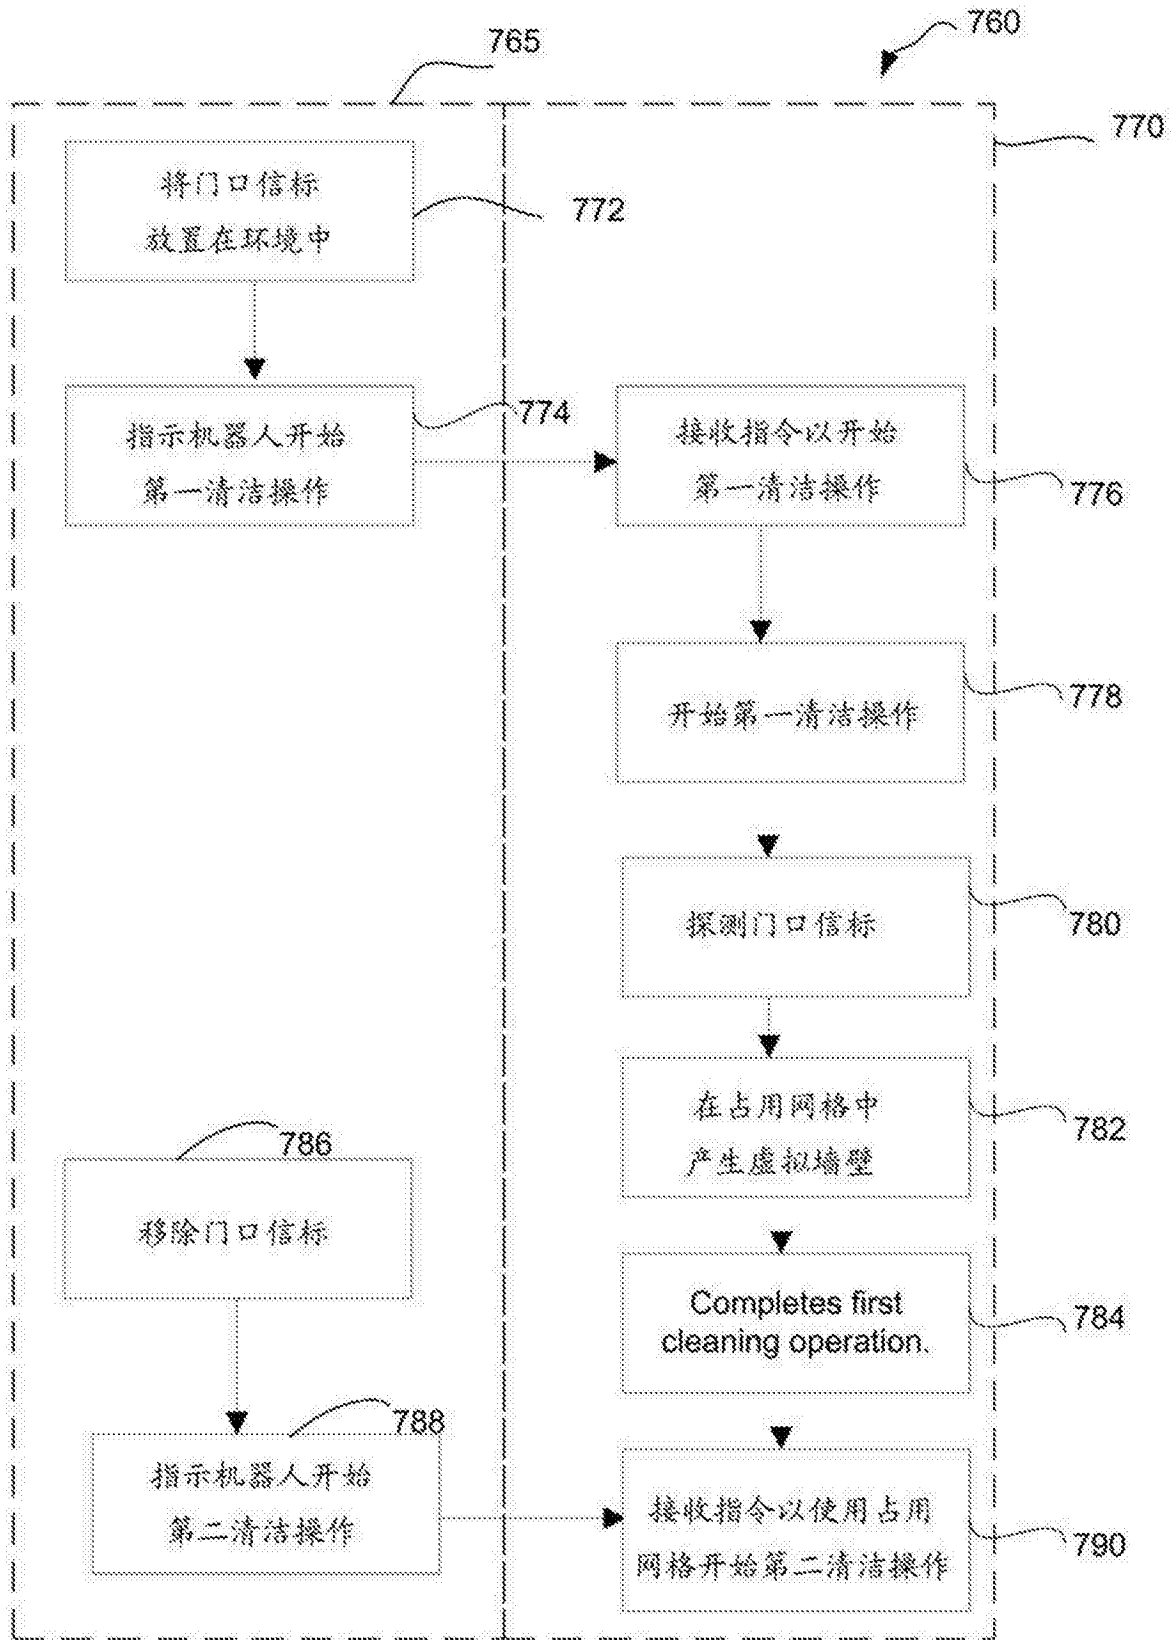 760
765
770
将门口信标
放置在环境中
772
指示机器人开始
第一清洁操作
774
接收指令以开始
第一清洁操作
776
开始第一清洁操作
778
探测门口信标
780
在占用网格中
产生虚拟墙壁
782
786
移除门口信标
Completes first
cleaning operation.
784
788
指示机器人开始
第二清洁操作
接收指令以使用占用
网格开始第二清洁操作
790